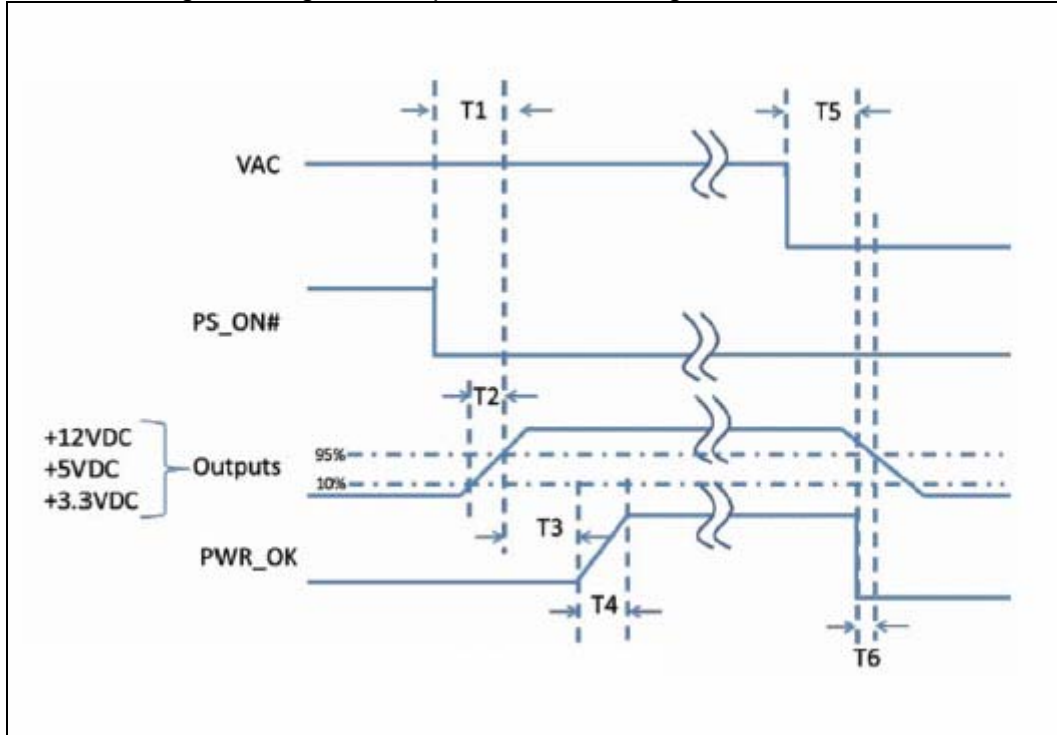 T1
T5
VAC
PS_ON#
T2
+12VDC
+5VDC
+3.3VDC
Outputs
95%
10%
T3
PWR_OK
T4
T6